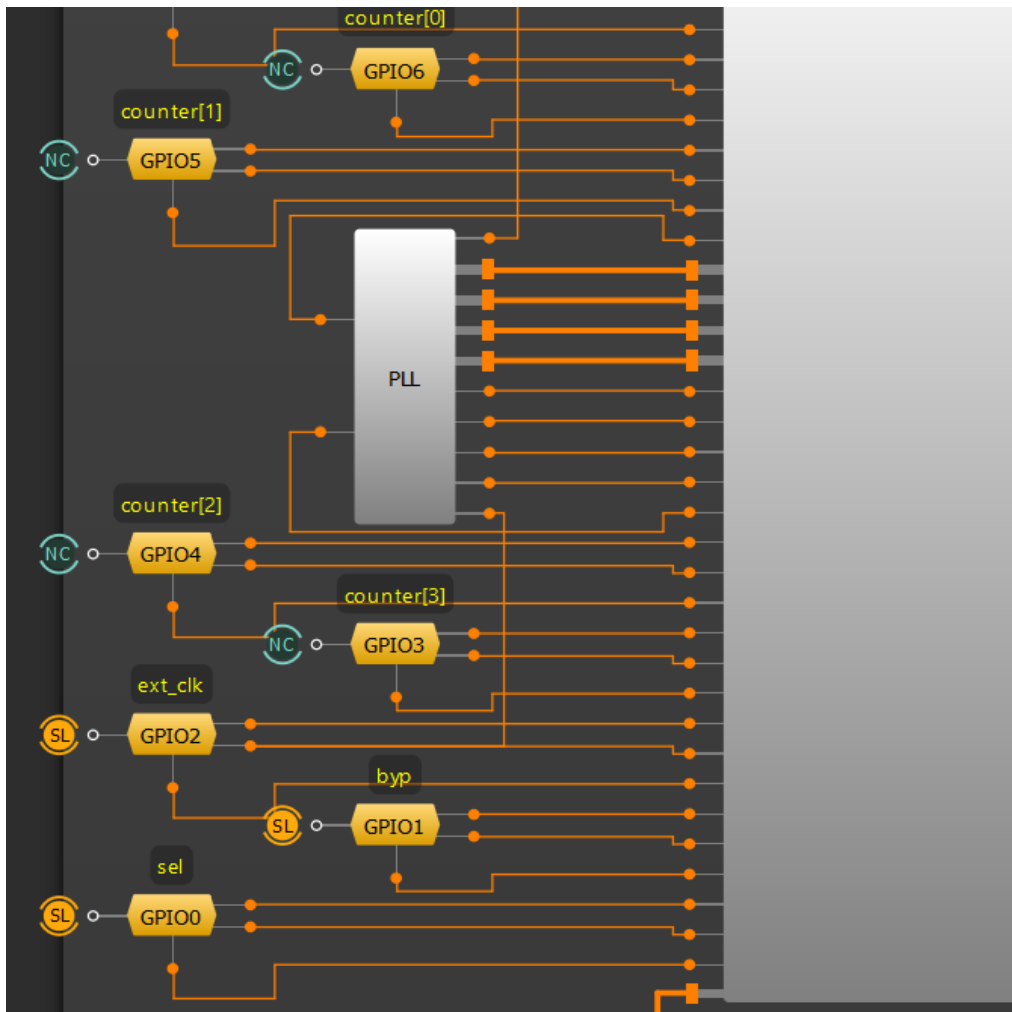 counter[0]
NC
GPIO6
counter[1]
NC
GPIO5
PLL
counter[2]
NC
GPIO4
counter[3]
NC
GPIO3
ext_clk
SL
GPIO2
byp
SL
GPIO1
sel
SL
GPIO0